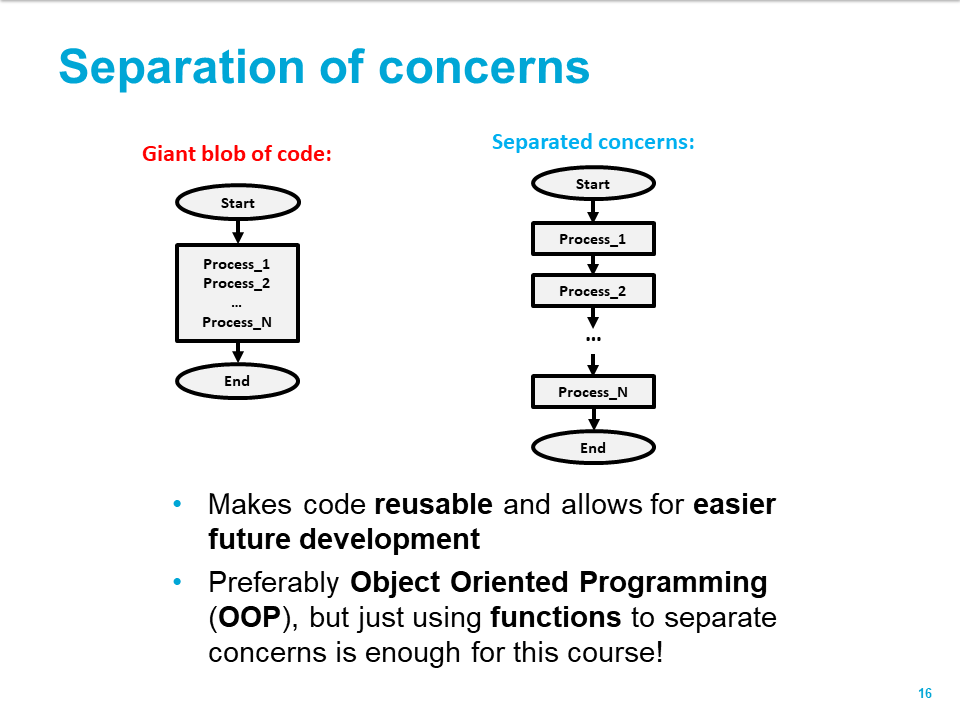 Separation of concerns
Giant blob of code:
Start
Process_1
Process_2
...
Process_N
End
Separated concerns:
Start
Process_1
Process_2
...
Process_N
End
• Makes code reusable and allows for easier
future development
• Preferably Object Oriented Programming
(OOP), but just using functions to separate
concerns is enough for this course!
16